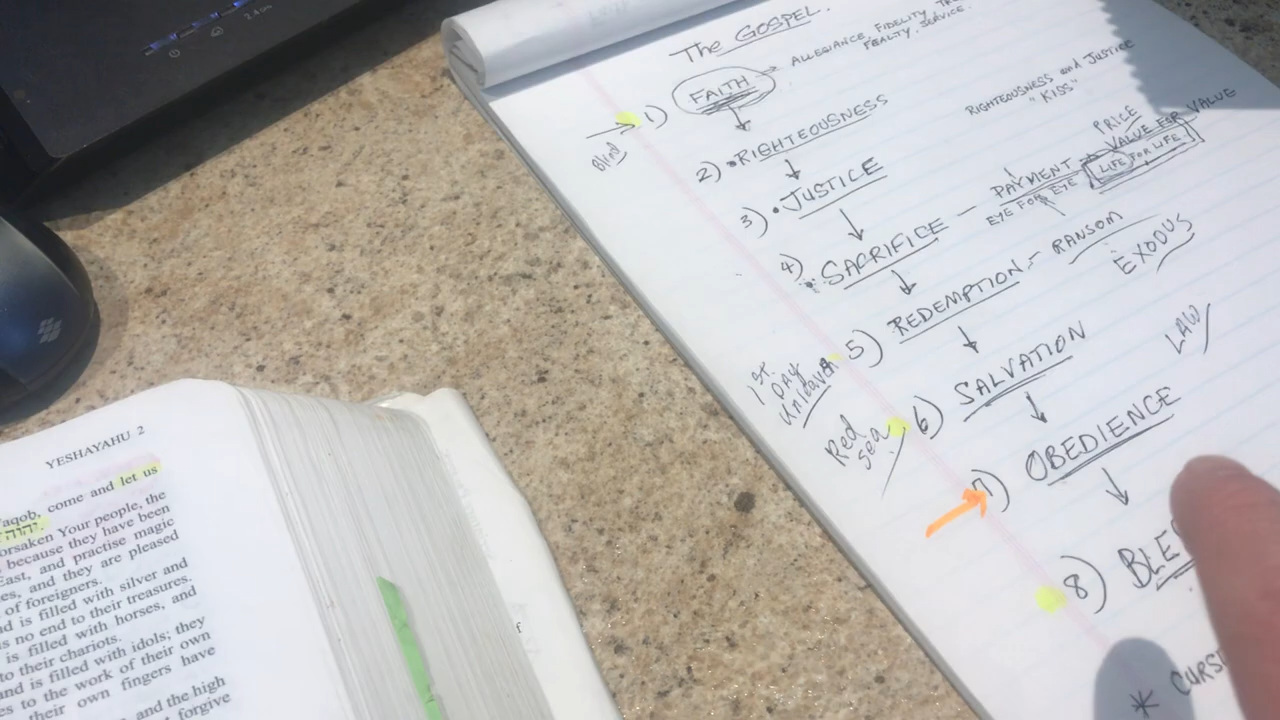 The GOSPEL.
1) FAITH → ALLEGIANCE FIDELITY
FEALTY. SERVICE.
Blind
2) • RIGHTEOUSNESS
RIGHTEOUSNESS and JUSTICE
"KISS"
3) • JUSTICE
PRICE
4) SACRIFICE — PAYMENT → VALUE FOR VALUE
EYE FOR EYE
LIFE FOR LIFE
5) REDEMPTION - RANSOM
EXODUS
1st.
DAY
Unleaven
6) SALVATION
LAW
Red
sea
7) OBEDIENCE
8) BLE
* CURS
YESHAYAHU 2
aqob, come and let us
יהוה.
orsaken Your people, the
because they have been
East, and practise magic
es, and they are pleased
of foreigners.
d is filled with silver and
is no end to their treasures.
is filled with horses, and
to their chariots.
and is filled with idols; they
to the work of their own
their own fingers have
and the high
forgive